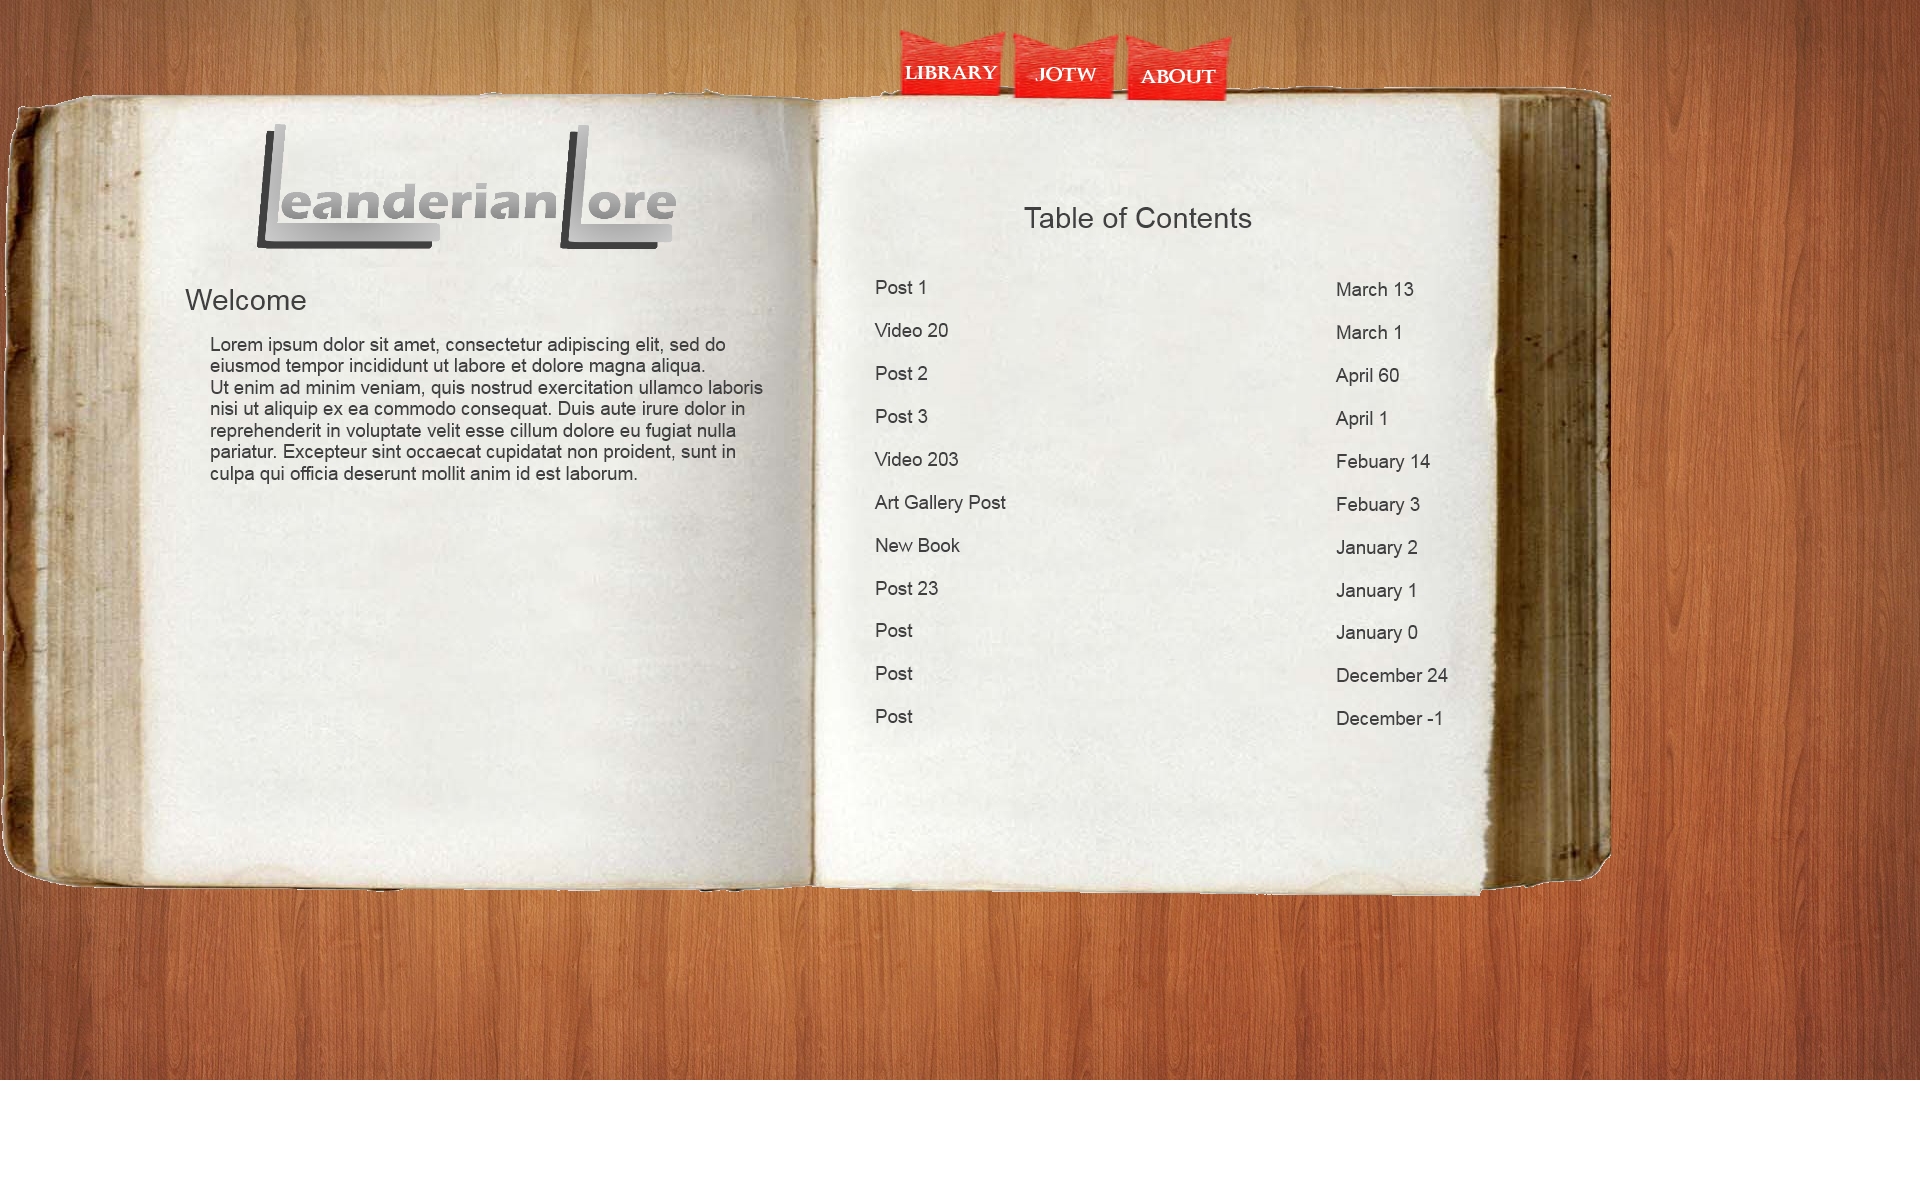 LIBRARY JOTW ABOUT
Leanderian Lore
Welcome
Lorem ipsum dolor sit amet, consectetur adipiscing elit, sed do
eiusmod tempor incididunt ut labore et dolore magna aliqua.
Ut enim ad minim veniam, quis nostrud exercitation ullamco laboris
nisi ut aliquip ex ea commodo consequat. Duis aute irure dolor in
reprehenderit in voluptate velit esse cillum dolore eu fugiat nulla
pariatur. Excepteur sint occaecat cupidatat non proident, sunt in
culpa qui officia deserunt mollit anim id est laborum.
Table of Contents
Post 1 March 13
Video 20 March 1
Post 2 April 60
Post 3 April 1
Video 203 Febuary 14
Art Gallery Post Febuary 3
New Book January 2
Post 23 January 1
Post January 0
Post December 24
Post December -1